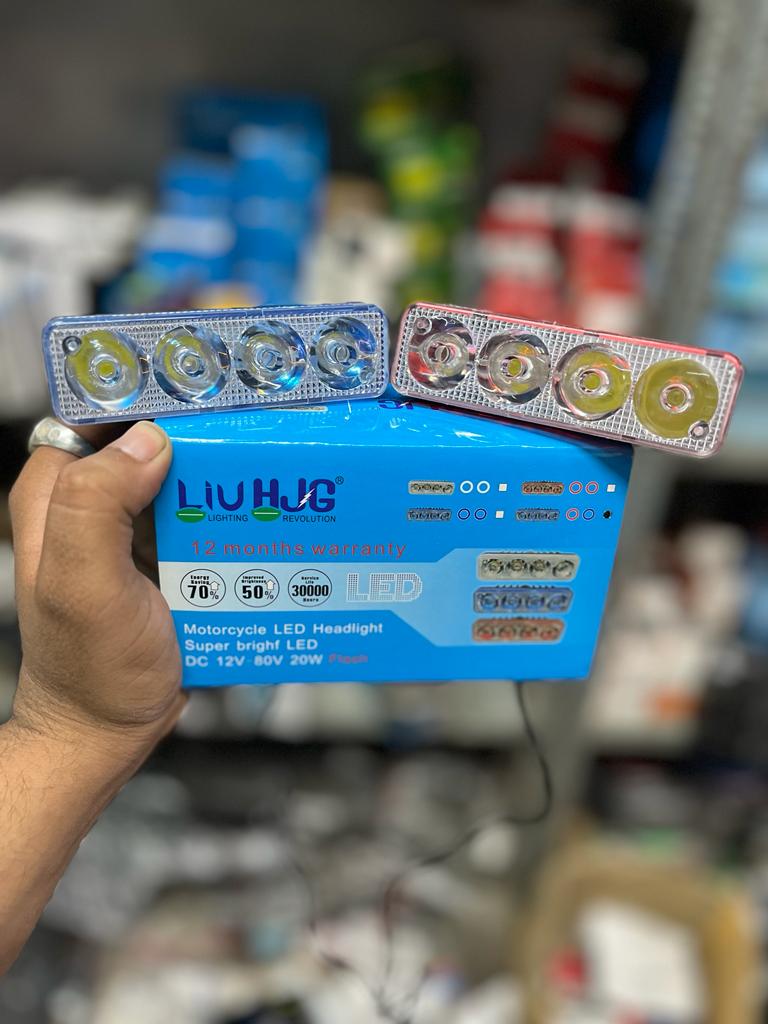 LIU HJG®
LIGHTING REVOLUTION
12 months warranty
Energy Saving 70%
Improved Brightness 50%
Service Life 30000 Hours
LED
Motorcycle LED Headlight
Super brighf LED
DC 12V-80V 20W Flash